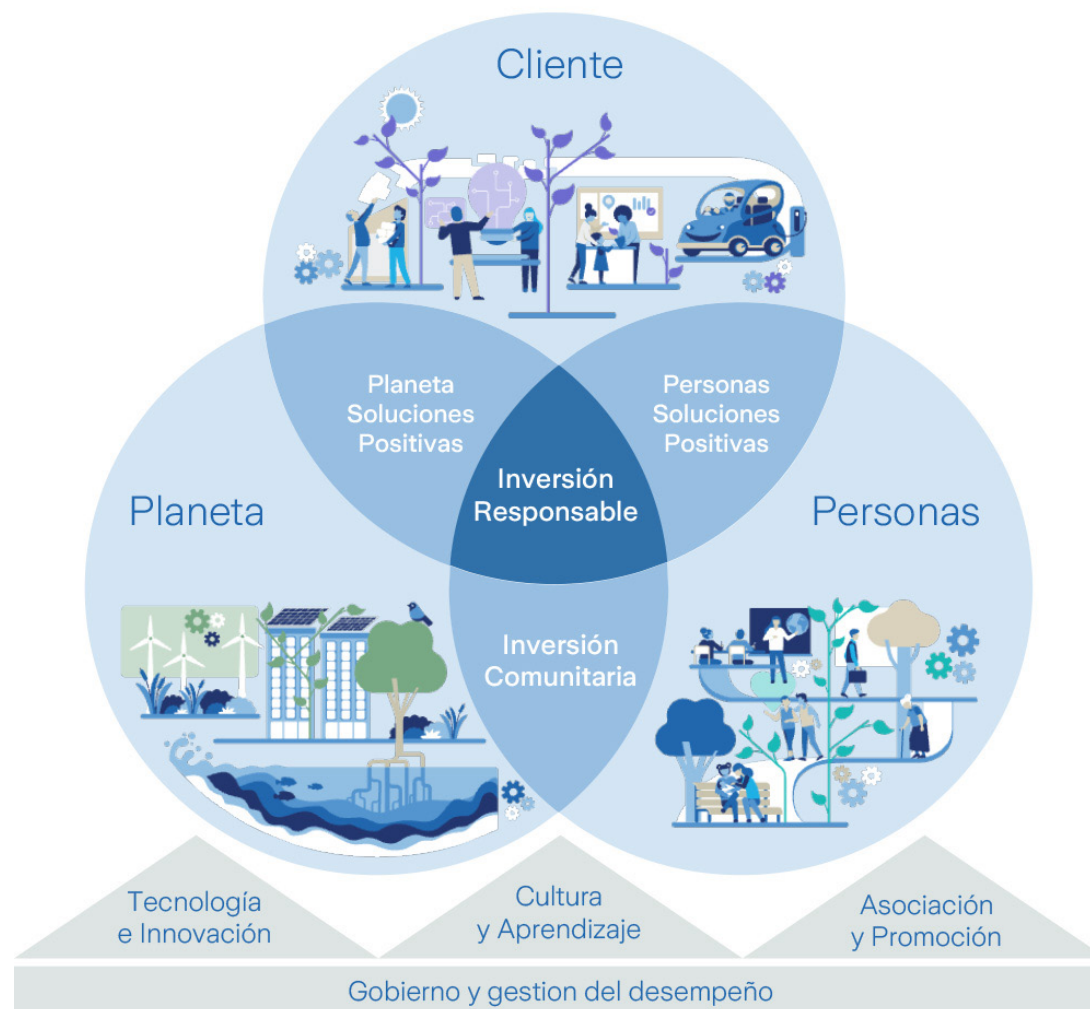 Cliente
Planeta
Soluciones
Positivas
Personas
Soluciones
Positivas
Inversión
Responsable
Planeta
Personas
Inversión
Comunitaria
Tecnología
e Innovación
Cultura
y Aprendizaje
Asociación
y Promoción
Gobierno y gestion del desempeño